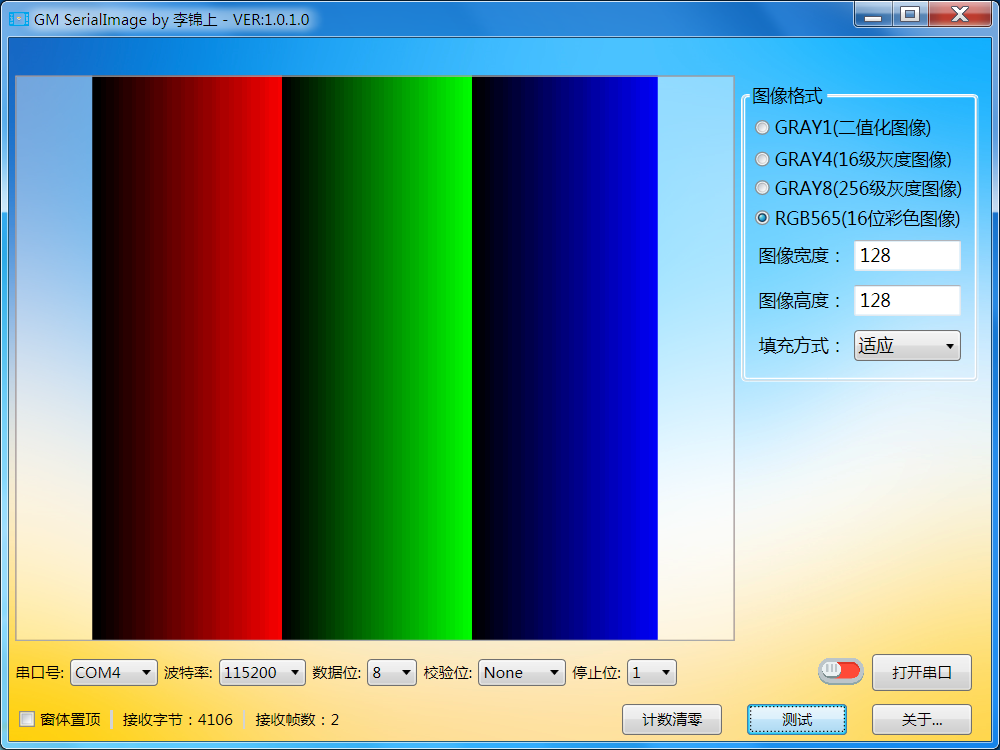 GM SerialImage by 李锦上 - VER:1.0.1.0
图像格式
GRAY1(二值化图像)
GRAY4(16级灰度图像)
GRAY8(256级灰度图像)
RGB565(16位彩色图像)
图像宽度： 128
图像高度： 128
填充方式： 适应
串口号: COM4 波特率: 115200 数据位: 8 校验位: None 停止位: 1 打开串口
窗体置顶 接收字节：4106 接收帧数：2 计数清零 测试 关于...